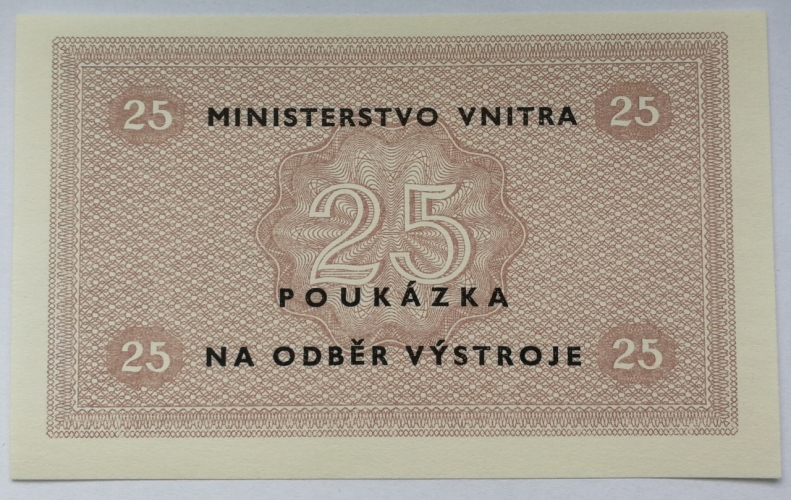 25 MINISTERSTVO VNITRA 25
25
POUKÁZKA
25 NA ODBĚR VÝSTROJE 25